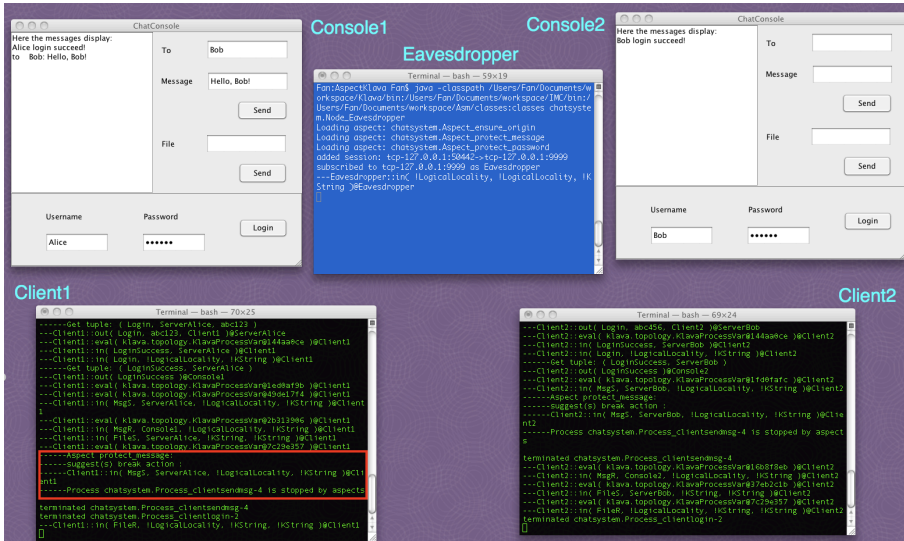 ChatConsole
Here the messages display:
Alice login succeed!
to    Bob: Hello, Bob!
To
Bob
Message
Hello, Bob!
Send
File
Send
Username
Password
Alice
••••••
Login
Console1
Console2
Eavesdropper
Terminal — bash — 59×19
Fan:AspectKlava Fan$ java -classpath /Users/Fan/Documents/w
orkspace/Klava/bin:/Users/Fan/Documents/workspace/IMC/bin:/
Users/Fan/Documents/workspace/Asm/classes:classes chatsyste
m.Node_Eavesdropper
Loading aspect: chatsystem.Aspect_ensure_origin
Loading aspect: chatsystem.Aspect_protect_message
Loading aspect: chatsystem.Aspect_protect_password
added session: tcp-127.0.0.1:50442->tcp-127.0.0.1:9999
subscribed to tcp-127.0.0.1:9999 as Eavesdropper
---Eavesdropper::in( !LogicalLocality, !LogicalLocality, !K
String )@Eavesdropper
ChatConsole
Here the messages display:
Bob login succeed!
To
Message
Send
File
Send
Username
Password
Bob
••••••
Login
Client1
Terminal — bash — 70×25
------Get tuple: ( Login, ServerAlice, abc123 )
---Client1::out( Login, abc123, Client1 )@ServerAlice
---Client1::eval( klava.topology.KlavaProcessVar@144aa0ce )@Client1
---Client1::in( LoginSuccess, ServerAlice )@Client1
---Client1::in( Login, !LogicalLocality, !KString )@Client1
------Get tuple: ( LoginSuccess, ServerAlice )
---Client1::out( LoginSuccess )@Console1
---Client1::eval( klava.topology.KlavaProcessVar@1ed0af9b )@Client1
---Client1::eval( klava.topology.KlavaProcessVar@49de17f4 )@Client1
---Client1::in( MsgS, ServerAlice, !LogicalLocality, !KString )@Client
1
---Client1::eval( klava.topology.KlavaProcessVar@2b313906 )@Client1
---Client1::in( MsgR, Console1, !LogicalLocality, !KString )@Client1
---Client1::in( FileS, ServerAlice, !KString, !KString )@Client1
---Client1::eval( klava.topology.KlavaProcessVar@7c29e357 )@Client1
------Aspect protect_message:
------suggest(s) break action :
------Client1::in( MsgS, ServerAlice, !LogicalLocality, !KString )@Cli
ent1
------Process chatsystem.Process_clientsendmsg-4 is stopped by aspects
terminated chatsystem.Process_clientsendmsg-4
terminated chatsystem.Process_clientlogin-2
---Client1::in( FileR, !LogicalLocality, !KString, !KString )@Client1
Client2
Terminal — bash — 69×24
---Client2::out( Login, abc456, Client2 )@ServerBob
---Client2::eval( klava.topology.KlavaProcessVar@144aa0ce )@Client2
---Client2::in( LoginSuccess, ServerBob )@Client2
---Client2::in( Login, !LogicalLocality, !KString )@Client2
------Get tuple: ( LoginSuccess, ServerBob )
---Client2::out( LoginSuccess )@Console2
---Client2::eval( klava.topology.KlavaProcessVar@1fd0fafc )@Client2
---Client2::in( MsgS, ServerBob, !LogicalLocality, !KString )@Client2
------Aspect protect_message:
------suggest(s) break action :
------Client2::in( MsgS, ServerBob, !LogicalLocality, !KString )@Clie
nt2
------Process chatsystem.Process_clientsendmsg-4 is stopped by aspect
s
terminated chatsystem.Process_clientsendmsg-4
---Client2::eval( klava.topology.KlavaProcessVar@16b8f8eb )@Client2
---Client2::in( MsgR, Console2, !LogicalLocality, !KString )@Client2
---Client2::eval( klava.topology.KlavaProcessVar@37eb2c1b )@Client2
---Client2::in( FileS, ServerBob, !KString, !KString )@Client2
---Client2::eval( klava.topology.KlavaProcessVar@7c29e357 )@Client2
---Client2::in( FileR, !LogicalLocality, !KString, !KString )@Client2
terminated chatsystem.Process_clientlogin-2